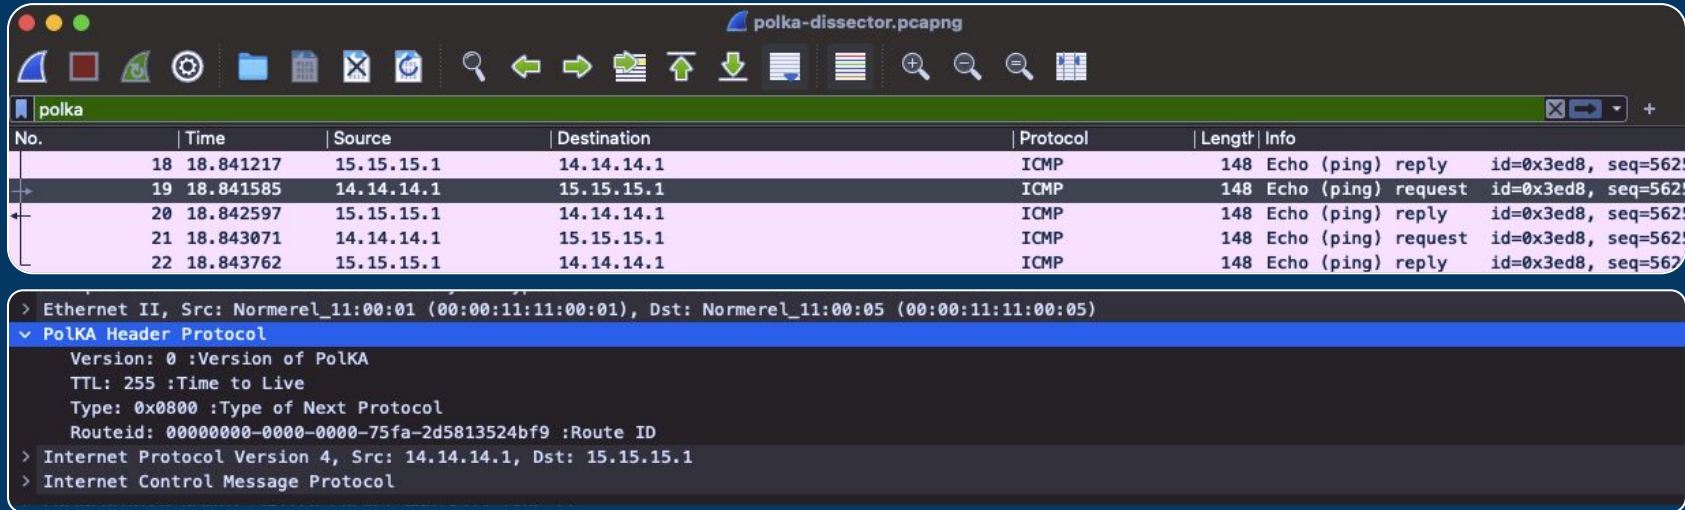 polka-dissector.pcapng
polka
No. Time Source Destination Protocol Length Info
18 18.841217 15.15.15.1 14.14.14.1 ICMP 148 Echo (ping) reply id=0x3ed8, seq=562
19 18.841585 14.14.14.1 15.15.15.1 ICMP 148 Echo (ping) request id=0x3ed8, seq=562
20 18.842597 15.15.15.1 14.14.14.1 ICMP 148 Echo (ping) reply id=0x3ed8, seq=562
21 18.843071 14.14.14.1 15.15.15.1 ICMP 148 Echo (ping) request id=0x3ed8, seq=562
22 18.843762 15.15.15.1 14.14.14.1 ICMP 148 Echo (ping) reply id=0x3ed8, seq=562
> Ethernet II, Src: Normerel_11:00:01 (00:00:11:11:00:01), Dst: Normerel_11:00:05 (00:00:11:11:00:05)
PolKA Header Protocol
Version: 0 :Version of PolKA
TTL: 255 :Time to Live
Type: 0x0800 :Type of Next Protocol
Routeid: 00000000-0000-0000-75fa-2d5813524bf9 :Route ID
> Internet Protocol Version 4, Src: 14.14.14.1, Dst: 15.15.15.1
> Internet Control Message Protocol